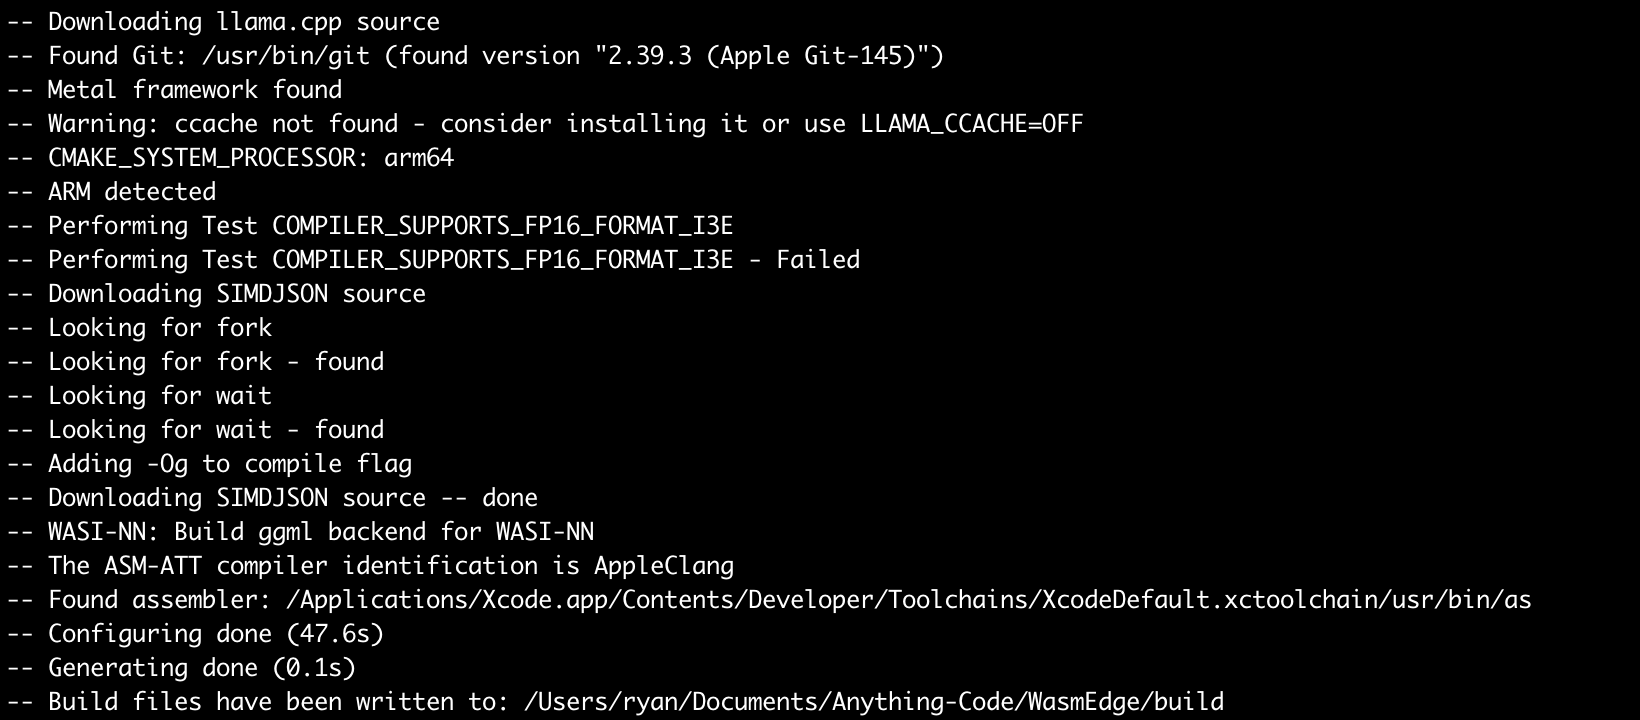 -- Downloading llama.cpp source
-- Found Git: /usr/bin/git (found version "2.39.3 (Apple Git-145)")
-- Metal framework found
-- Warning: ccache not found - consider installing it or use LLAMA_CCACHE=OFF
-- CMAKE_SYSTEM_PROCESSOR: arm64
-- ARM detected
-- Performing Test COMPILER_SUPPORTS_FP16_FORMAT_I3E
-- Performing Test COMPILER_SUPPORTS_FP16_FORMAT_I3E - Failed
-- Downloading SIMDJSON source
-- Looking for fork
-- Looking for fork - found
-- Looking for wait
-- Looking for wait - found
-- Adding -Og to compile flag
-- Downloading SIMDJSON source -- done
-- WASI-NN: Build ggml backend for WASI-NN
-- The ASM-ATT compiler identification is AppleClang
-- Found assembler: /Applications/Xcode.app/Contents/Developer/Toolchains/XcodeDefault.xctoolchain/usr/bin/as
-- Configuring done (47.6s)
-- Generating done (0.1s)
-- Build files have been written to: /Users/ryan/Documents/Anything-Code/WasmEdge/build